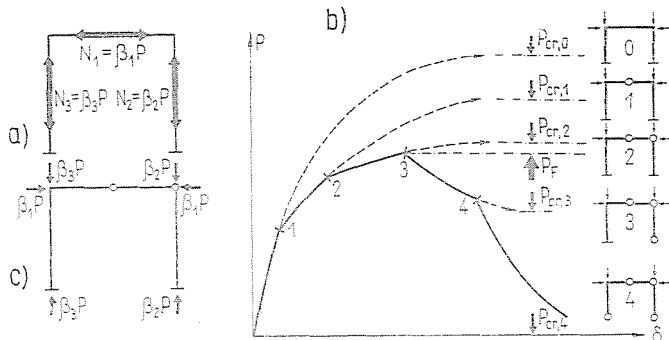 a)
N₁=β₁P
N₃=β₃P N₂=β₂P
β₃P β₂P
β₁P β₁P
c)
β₃P β₂P
b)
P
P_cr,0
P_cr,1
P_cr,2
P_F
P_cr,3
P_cr,4
1
2
3
4
δ
0
1
2
3
4